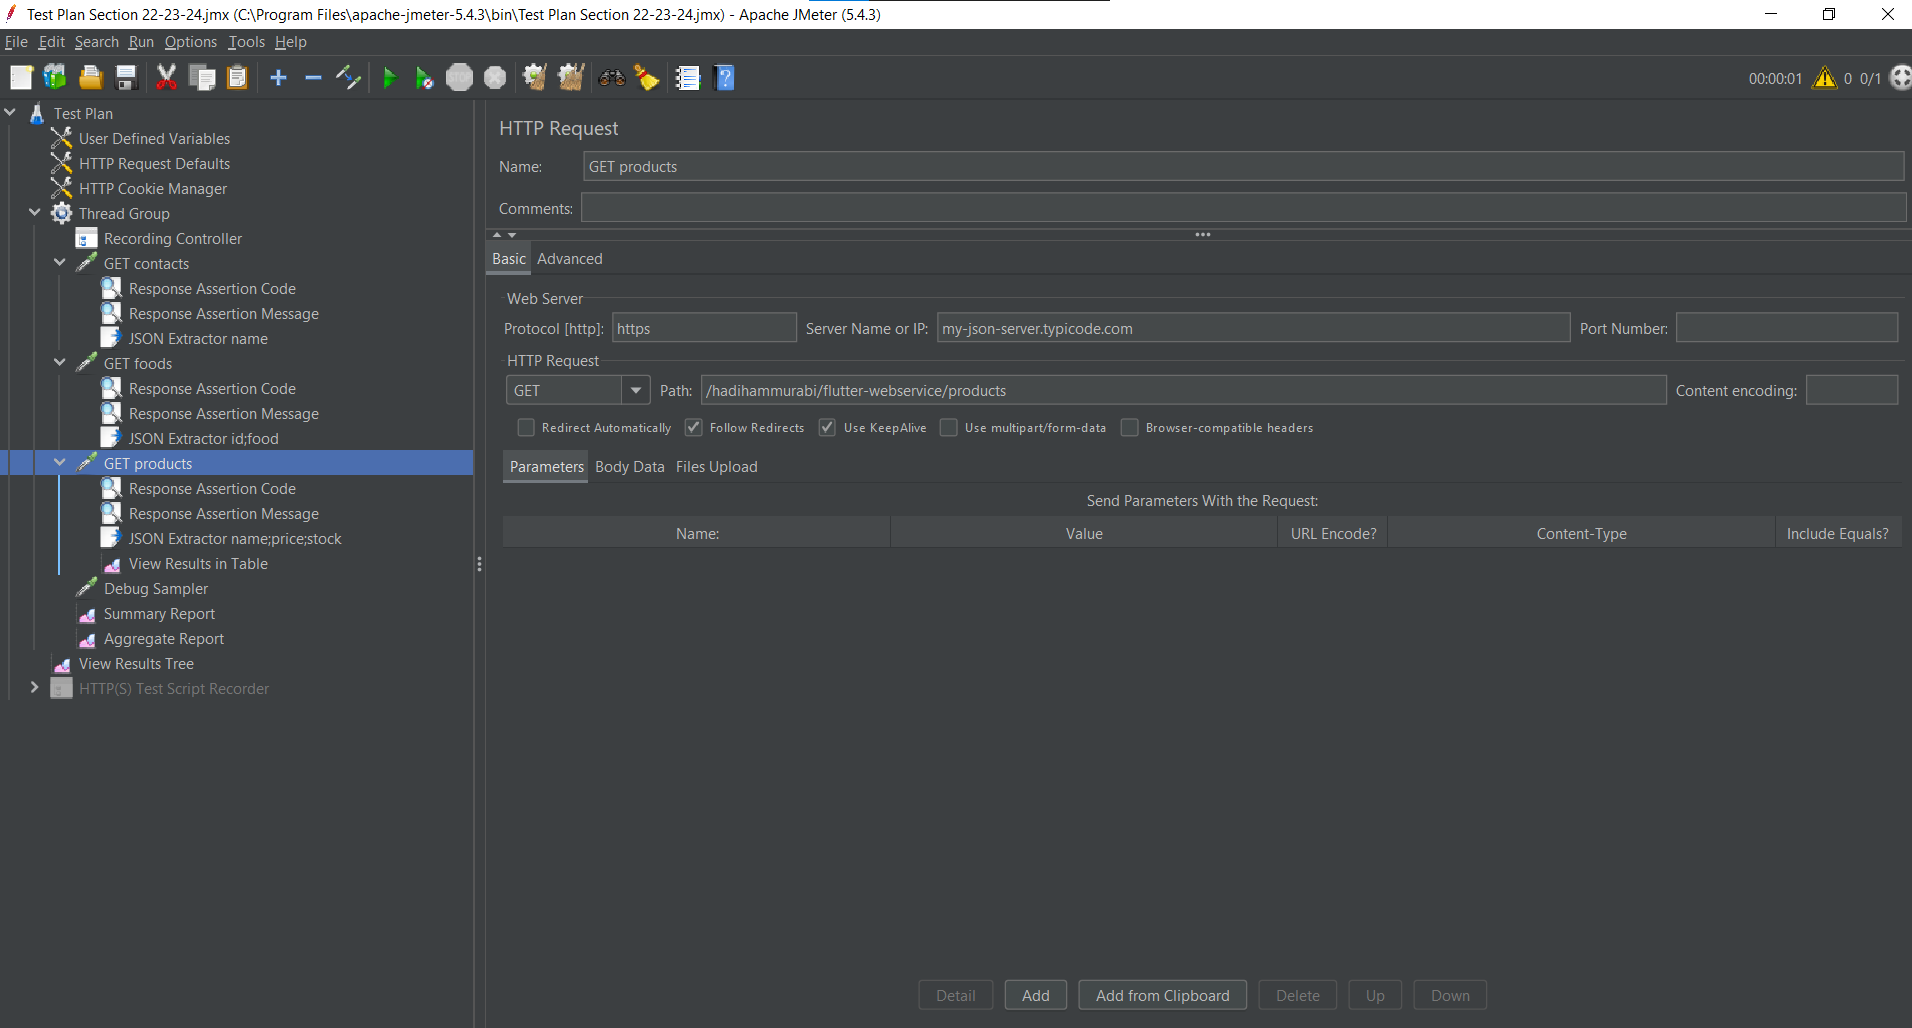 Test Plan Section 22-23-24.jmx (C:\Program Files\apache-jmeter-5.4.3\bin\Test Plan Section 22-23-24.jmx) - Apache JMeter (5.4.3)
File Edit Search Run Options Tools Help
STOP
00:00:01 0 0/1
Test Plan
User Defined Variables
HTTP Request Defaults
HTTP Cookie Manager
Thread Group
Recording Controller
GET contacts
Response Assertion Code
Response Assertion Message
JSON Extractor name
GET foods
Response Assertion Code
Response Assertion Message
JSON Extractor id;food
GET products
Response Assertion Code
Response Assertion Message
JSON Extractor name;price;stock
View Results in Table
Debug Sampler
Summary Report
Aggregate Report
View Results Tree
HTTP(S) Test Script Recorder
HTTP Request
Name: GET products
Comments:
Basic Advanced
Web Server
Protocol [http]: https Server Name or IP: my-json-server.typicode.com Port Number:
HTTP Request
GET Path: /hadihammurabi/flutter-webservice/products Content encoding:
Redirect Automatically Follow Redirects Use KeepAlive Use multipart/form-data Browser-compatible headers
Parameters Body Data Files Upload
Send Parameters With the Request:
Name: Value URL Encode? Content-Type Include Equals?
Detail Add Add from Clipboard Delete Up Down